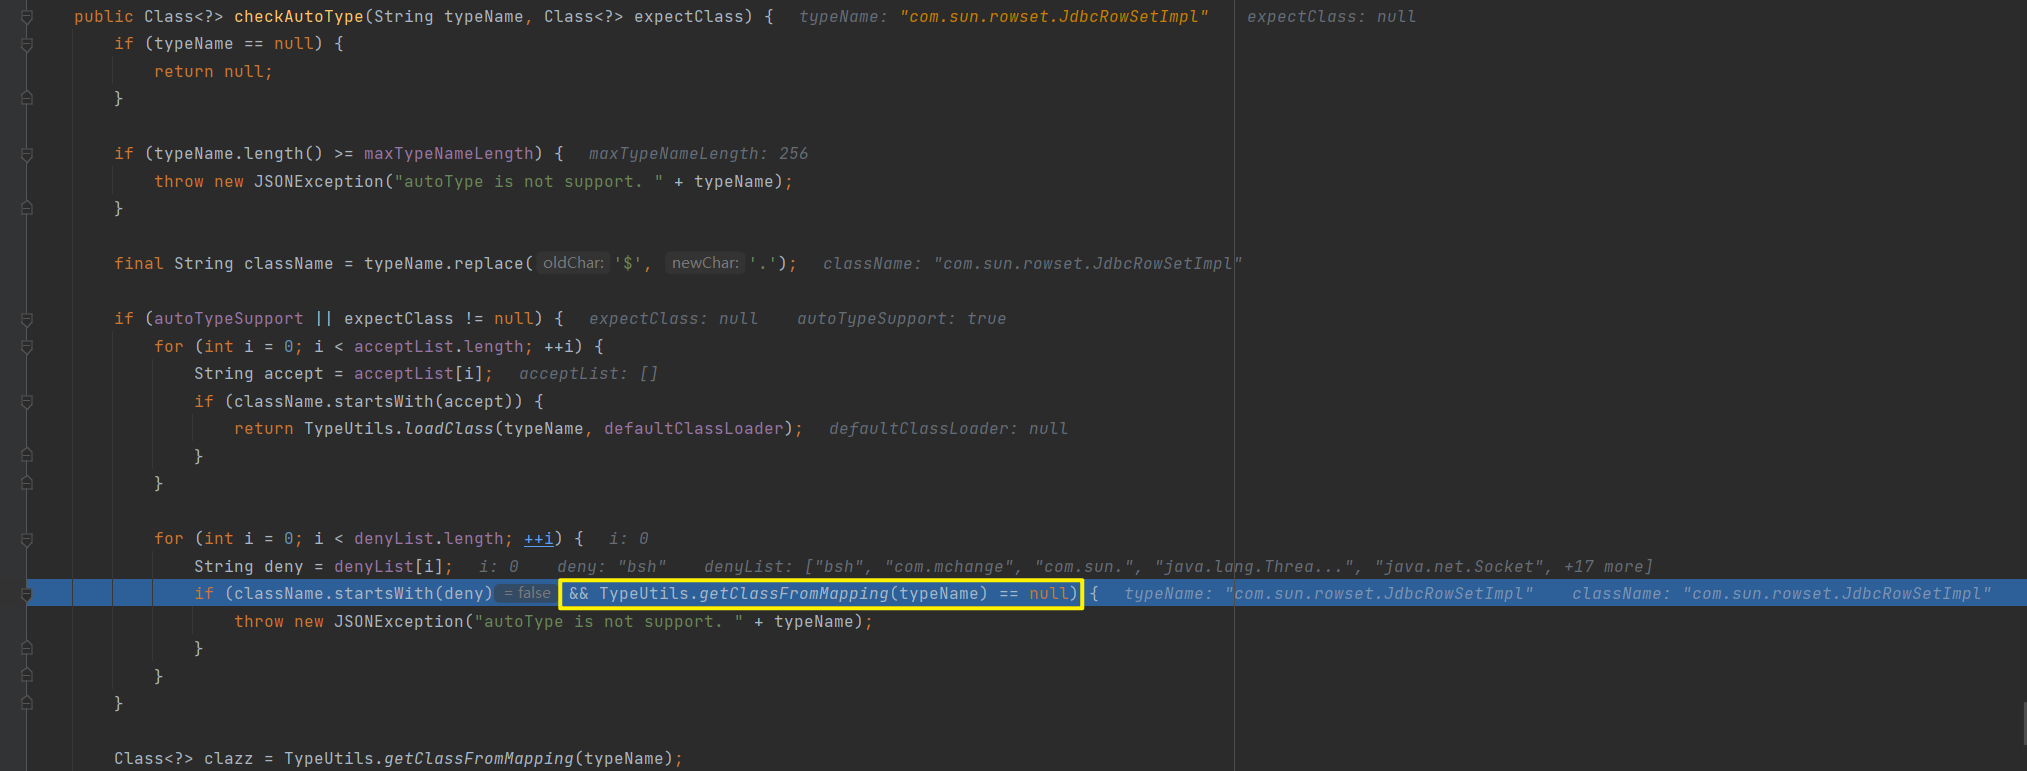 public Class<?> checkAutoType(String typeName, Class<?> expectClass) { typeName: "com.sun.rowset.JdbcRowSetImpl" expectClass: null
if (typeName == null) {
return null;
}
if (typeName.length() >= maxTypeNameLength) { maxTypeNameLength: 256
throw new JSONException("autoType is not support. " + typeName);
}
final String className = typeName.replace( oldChar: '$', newChar: '.'); className: "com.sun.rowset.JdbcRowSetImpl"
if (autoTypeSupport || expectClass != null) { expectClass: null autoTypeSupport: true
for (int i = 0; i < acceptList.length; ++i) {
String accept = acceptList[i]; acceptList: []
if (className.startsWith(accept)) {
return TypeUtils.loadClass(typeName, defaultClassLoader); defaultClassLoader: null
}
}
for (int i = 0; i < denyList.length; ++i) { i: 0
String deny = denyList[i]; i: 0 deny: "bsh" denyList: ["bsh", "com.mchange", "com.sun.", "java.lang.Threa...", "java.net.Socket", +17 more]
if (className.startsWith(deny) = false && TypeUtils.getClassFromMapping(typeName) == null) { typeName: "com.sun.rowset.JdbcRowSetImpl" className: "com.sun.rowset.JdbcRowSetImpl"
throw new JSONException("autoType is not support. " + typeName);
}
}
}
Class<?> clazz = TypeUtils.getClassFromMapping(typeName);